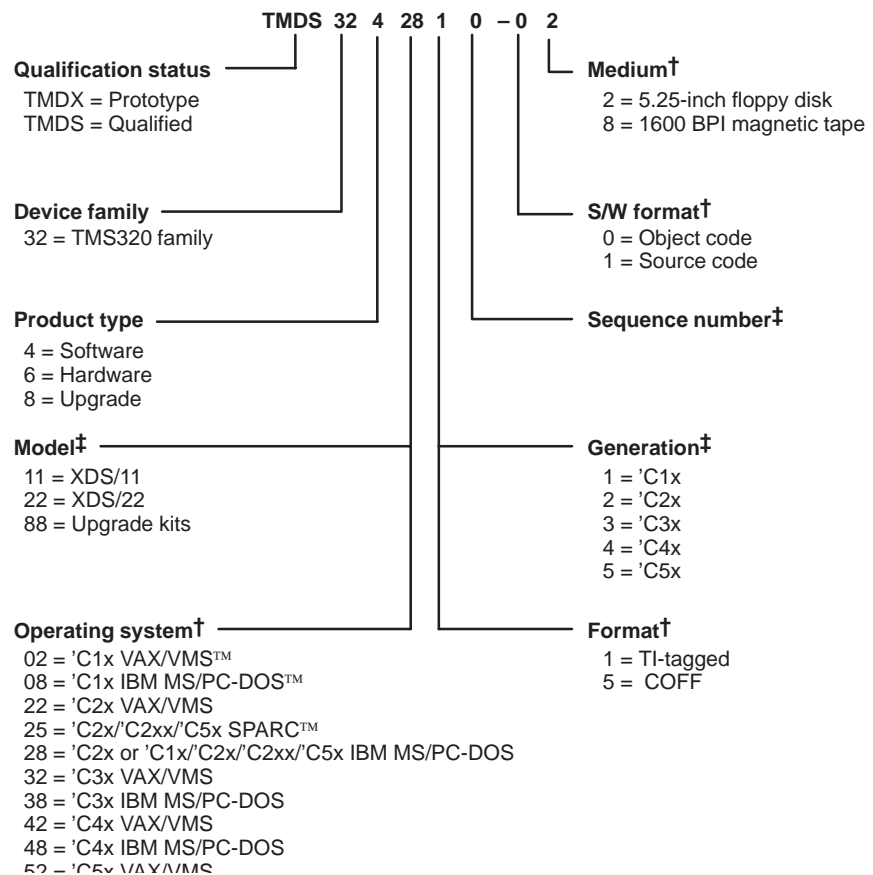 TMDS 32 4 28 1 0 – 0 2
Qualification status
TMDX = Prototype
TMDS = Qualified
Medium†
2 = 5.25-inch floppy disk
8 = 1600 BPI magnetic tape
Device family
32 = TMS320 family
S/W format†
0 = Object code
1 = Source code
Product type
4 = Software
6 = Hardware
8 = Upgrade
Sequence number‡
Model‡
11 = XDS/11
22 = XDS/22
88 = Upgrade kits
Generation‡
1 = ’C1x
2 = ’C2x
3 = ’C3x
4 = ’C4x
5 = ’C5x
Operating system†
02 = ’C1x VAX/VMS™
08 = ’C1x IBM MS/PC-DOS™
22 = ’C2x VAX/VMS
25 = ’C2x/’C2xx/’C5x SPARC™
28 = ’C2x or ’C1x/’C2x/’C2xx/’C5x IBM MS/PC-DOS
32 = ’C3x VAX/VMS
38 = ’C3x IBM MS/PC-DOS
42 = ’C4x VAX/VMS
48 = ’C4x IBM MS/PC-DOS
52 = ’C5x VAX/VMS
Format†
1 = TI-tagged
5 = COFF